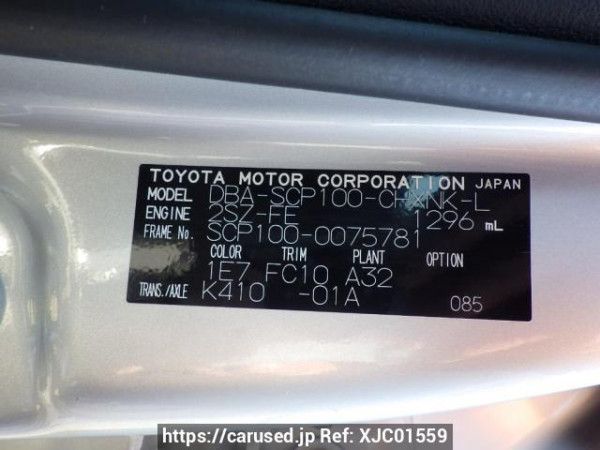 TOYOTA MOTOR CORPORATION JAPAN
MODEL DBA-SCP100-CHXNK-L
ENGINE 2SZ-FE 1296 mL
FRAME No. SCP100-0075781
COLOR TRIM PLANT OPTION
1E7 FC10 A32
TRANS./AXLE K410 -01A 085
https://carused.jp Ref: XJC01559